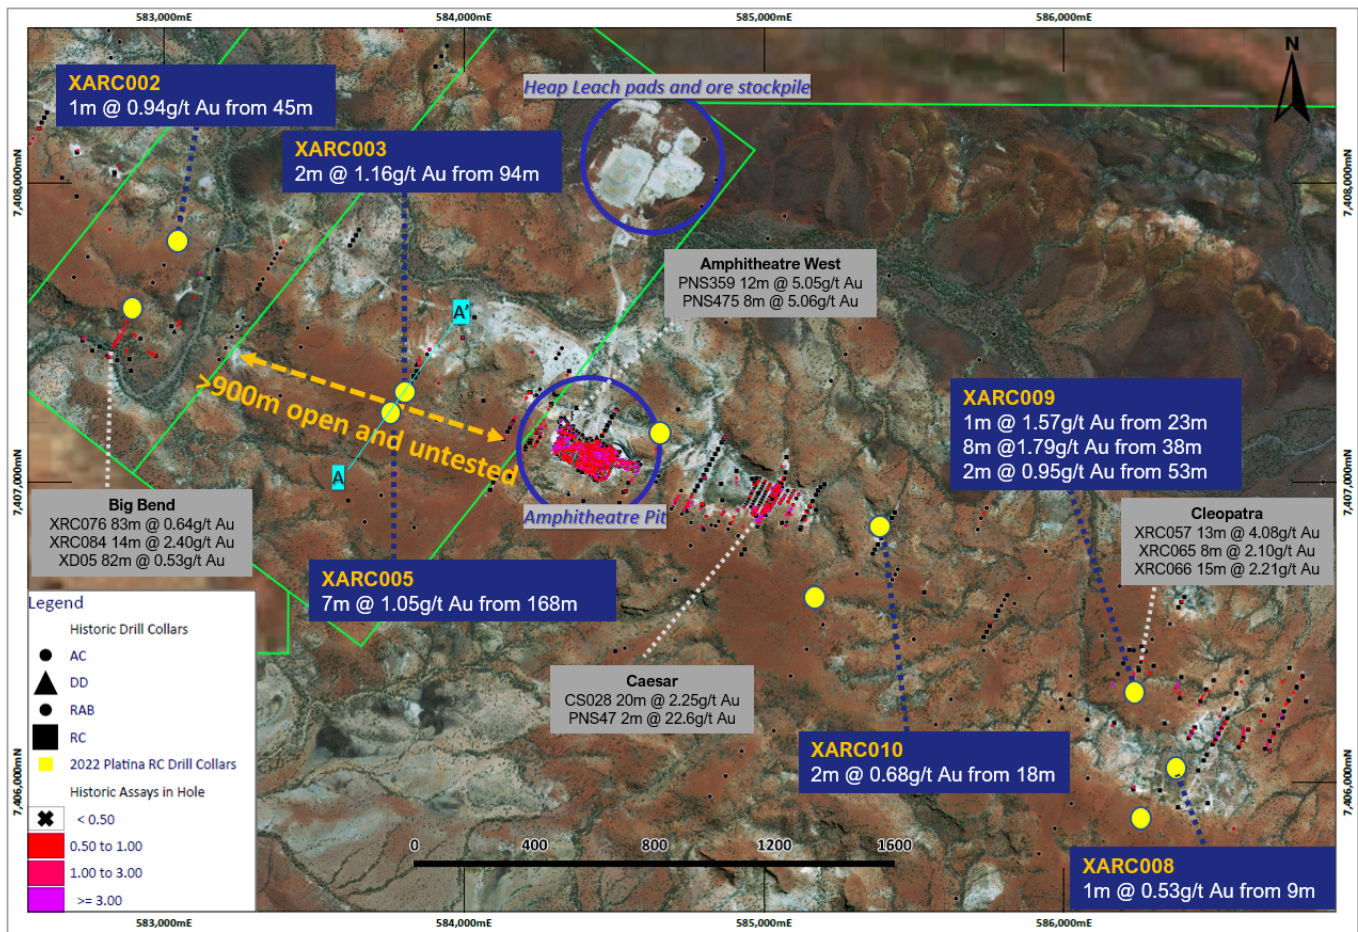 583,000mE
584,000mE
585,000mE
586,000mE
N
XARC002
1m @ 0.94g/t Au from 45m
Heap Leach pads and ore stockpile
XARC003
2m @ 1.16g/t Au from 94m
7,408,000mN
7,408,000mN
Amphitheatre West
PNS359 12m @ 5.05g/t Au
PNS475 8m @ 5.06g/t Au
A'
>900m open and untested
A
XARC009
1m @ 1.57g/t Au from 23m
8m @1.79g/t Au from 38m
2m @ 0.95g/t Au from 53m
7,407,000mN
7,407,000mN
Big Bend
XRC076 83m @ 0.64g/t Au
XRC084 14m @ 2.40g/t Au
XD05 82m @ 0.53g/t Au
Amphitheatre Pit
Cleopatra
XRC057 13m @ 4.08g/t Au
XRC065 8m @ 2.10g/t Au
XRC066 15m @ 2.21g/t Au
XARC005
7m @ 1.05g/t Au from 168m
Caesar
CS028 20m @ 2.25g/t Au
PNS47 2m @ 22.6g/t Au
XARC010
2m @ 0.68g/t Au from 18m
Legend
Historic Drill Collars
AC
DD
RAB
RC
2022 Platina RC Drill Collars
Historic Assays in Hole
< 0.50
0.50 to 1.00
1.00 to 3.00
>= 3.00
7,406,000mN
7,406,000mN
0 400 800 1200 1600
XARC008
1m @ 0.53g/t Au from 9m
583,000mE
584,000mE
585,000mE
586,000mE